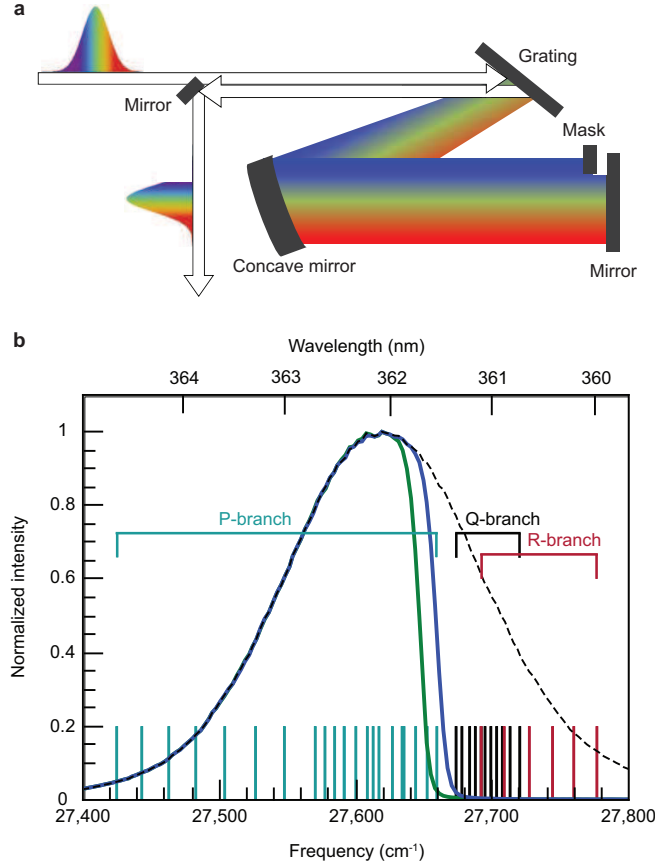 a
Grating
Mirror
Mask
Concave mirror
Mirror
b
Wavelength (nm)
364 363 362 361 360
1
P-branch
Q-branch
R-branch
0.8
0.6
0.4
0.2
0
Normalized intensity
27,400 27,500 27,600 27,700 27,800
Frequency (cm⁻¹)